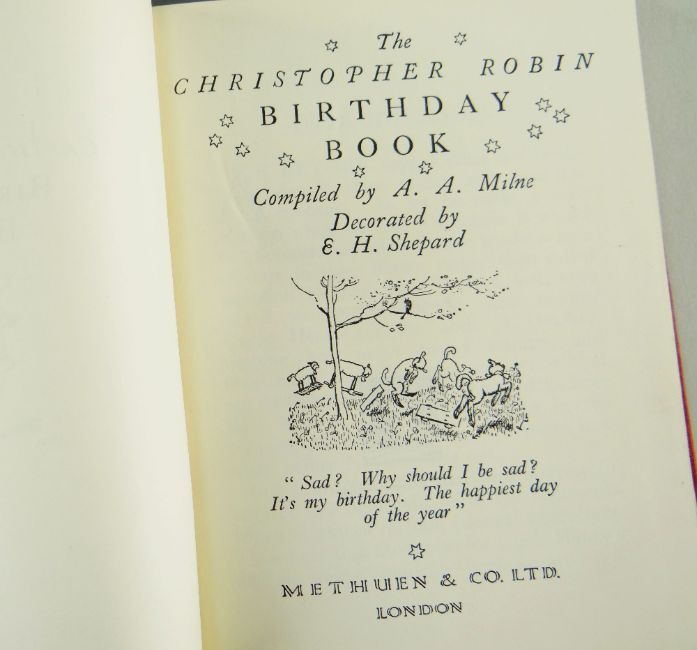 The
CHRISTOPHER ROBIN
BIRTHDAY
BOOK
Compiled by A. A. Milne
Decorated by
E. H. Shepard
“ Sad? Why should I be sad?
It's my birthday. The happiest day
of the year ”
METHUEN & CO. LTD.
LONDON